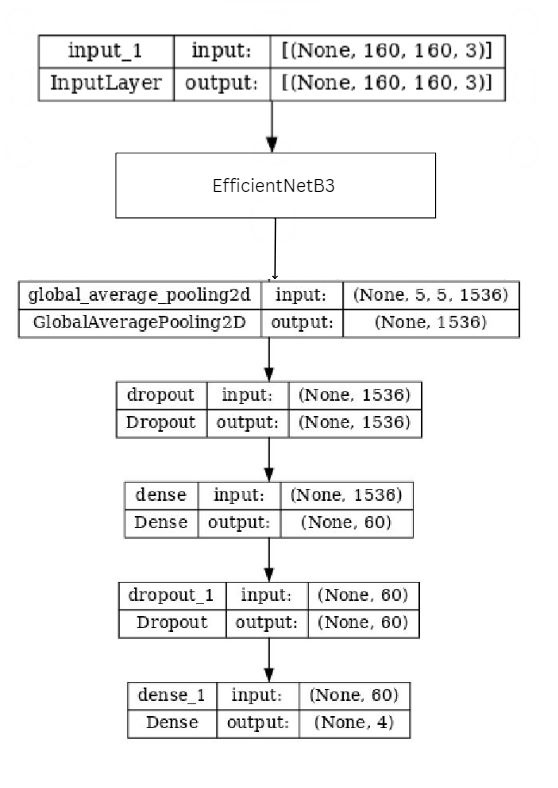 input_1 input: [(None, 160, 160, 3)]
InputLayer output: [(None, 160, 160, 3)]
EfficientNetB3
global_average_pooling2d input: (None, 5, 5, 1536)
GlobalAveragePooling2D output: (None, 1536)
dropout input: (None, 1536)
Dropout output: (None, 1536)
dense input: (None, 1536)
Dense output: (None, 60)
dropout_1 input: (None, 60)
Dropout output: (None, 60)
dense_1 input: (None, 60)
Dense output: (None, 4)